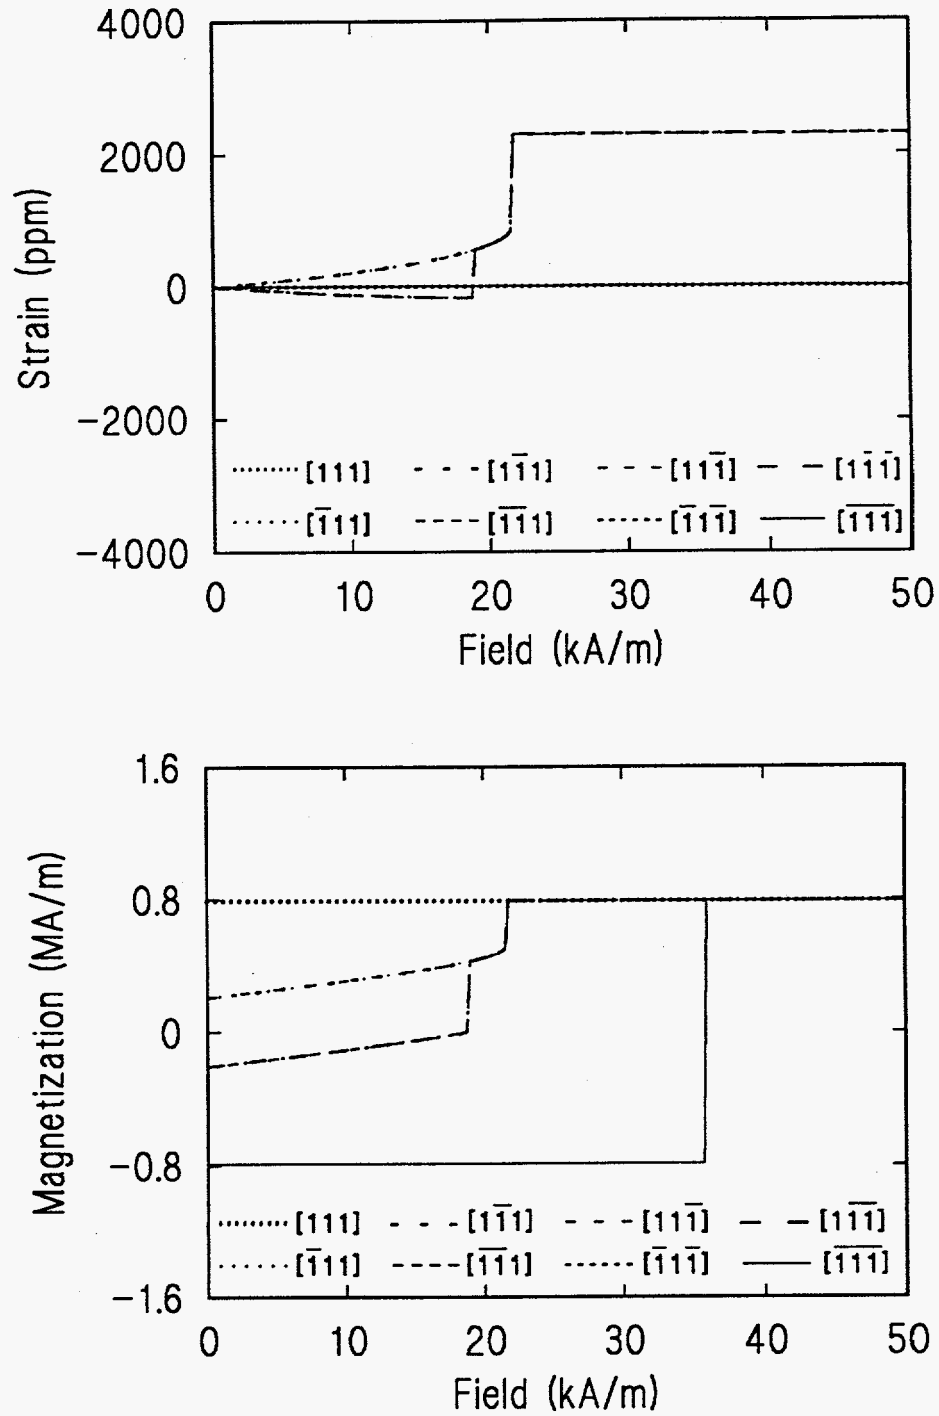 4000
2000
0
−2000
−4000
Strain (ppm)
[111] [11̅1] [111̅] [11̅1̅]
[1̅11] [1̅1̅1] [1̅11̅] [1̅1̅1̅]
0 10 20 30 40 50
Field (kA/m)
1.6
0.8
0
−0.8
−1.6
Magnetization (MA/m)
[111] [11̅1] [111̅] [11̅1̅]
[1̅11] [1̅1̅1] [1̅11̅] [1̅1̅1̅]
0 10 20 30 40 50
Field (kA/m)